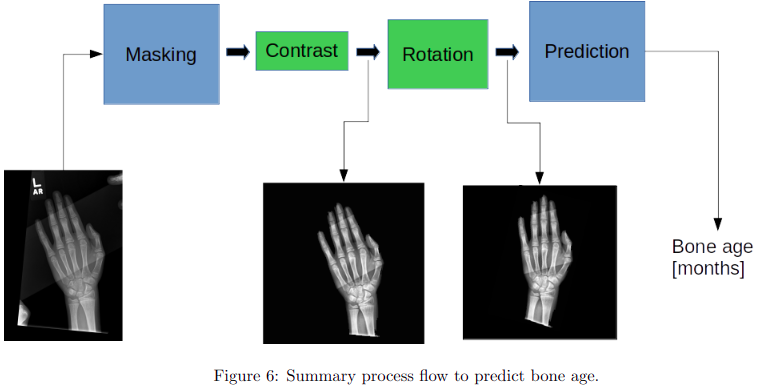 Masking
Contrast
Rotation
Prediction
L
AR
Bone age
[months]
Figure 6: Summary process flow to predict bone age.